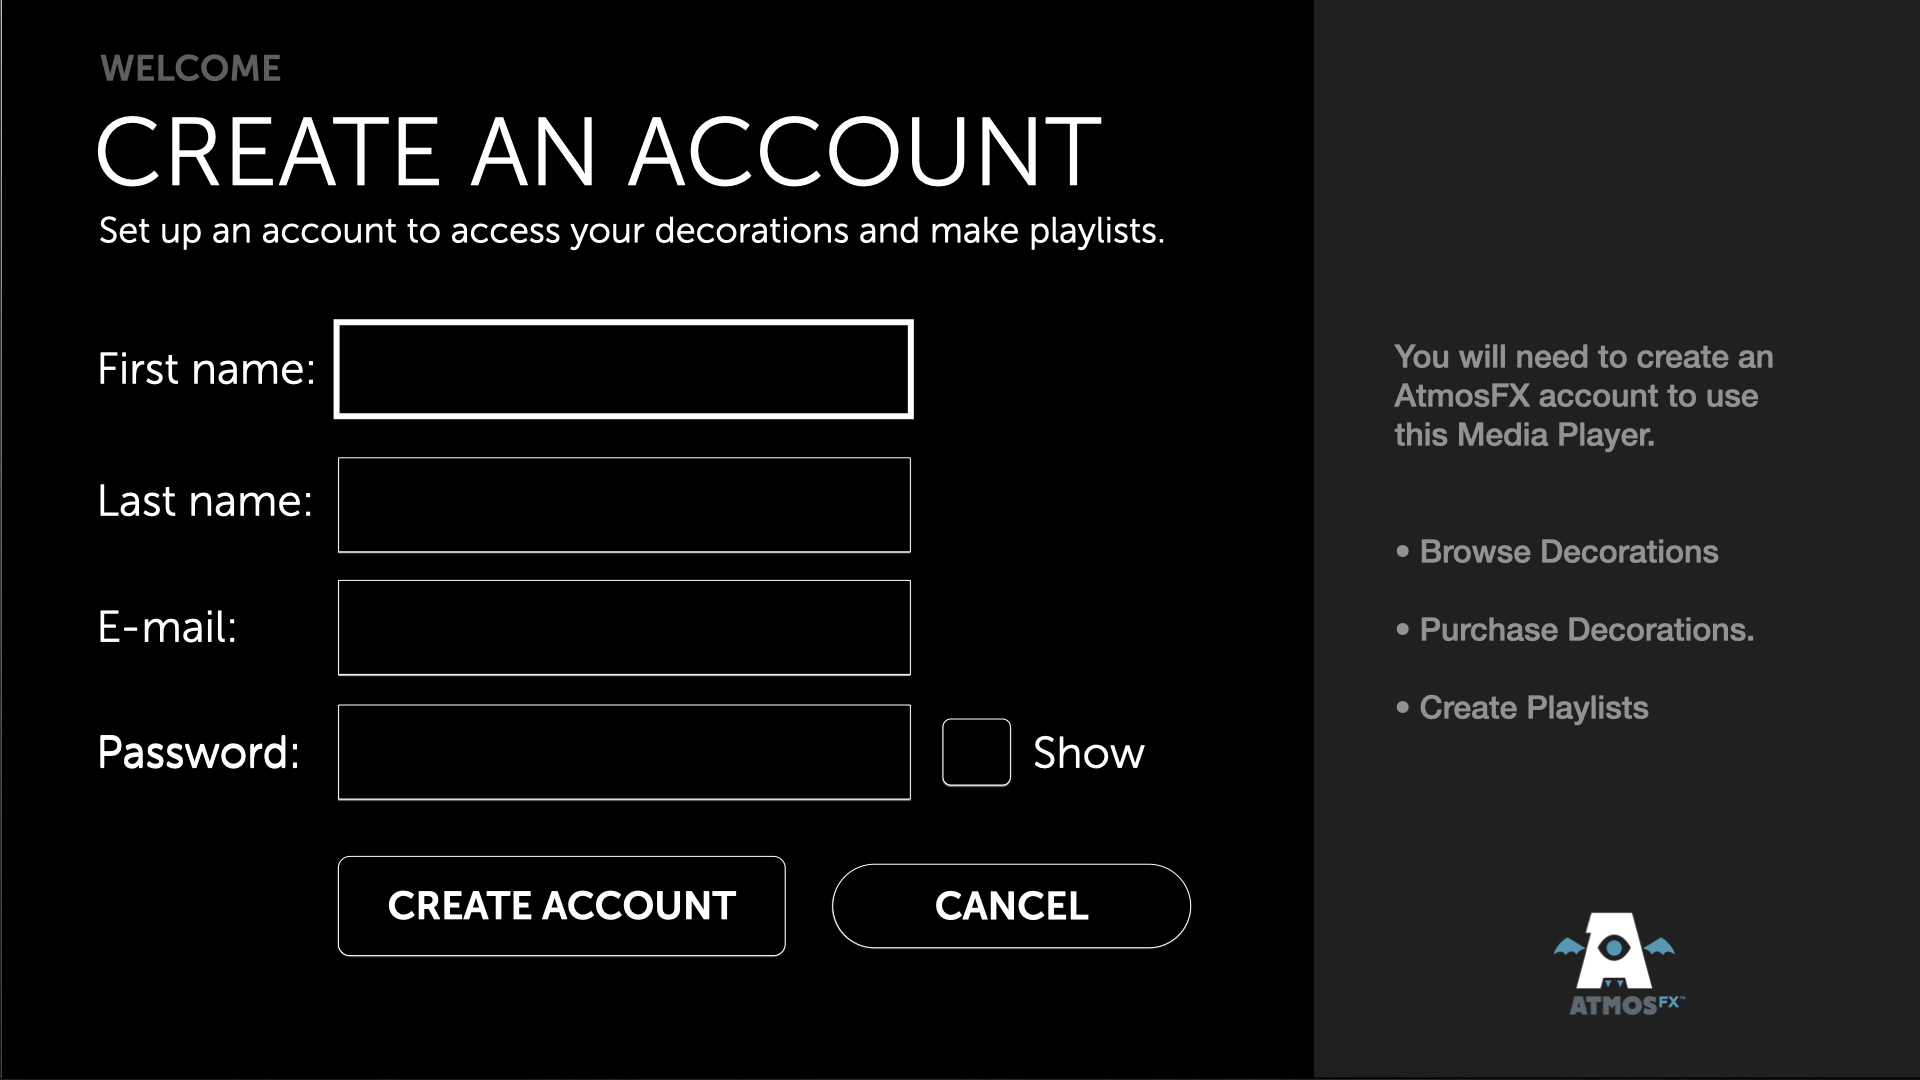 WELCOME
CREATE AN ACCOUNT
Set up an account to access your decorations and make playlists.
First name:
Last name:
E-mail:
Password:
Show
CREATE ACCOUNT
CANCEL
You will need to create an
AtmosFX account to use
this Media Player.
• Browse Decorations
• Purchase Decorations.
• Create Playlists
ATMOSFX™